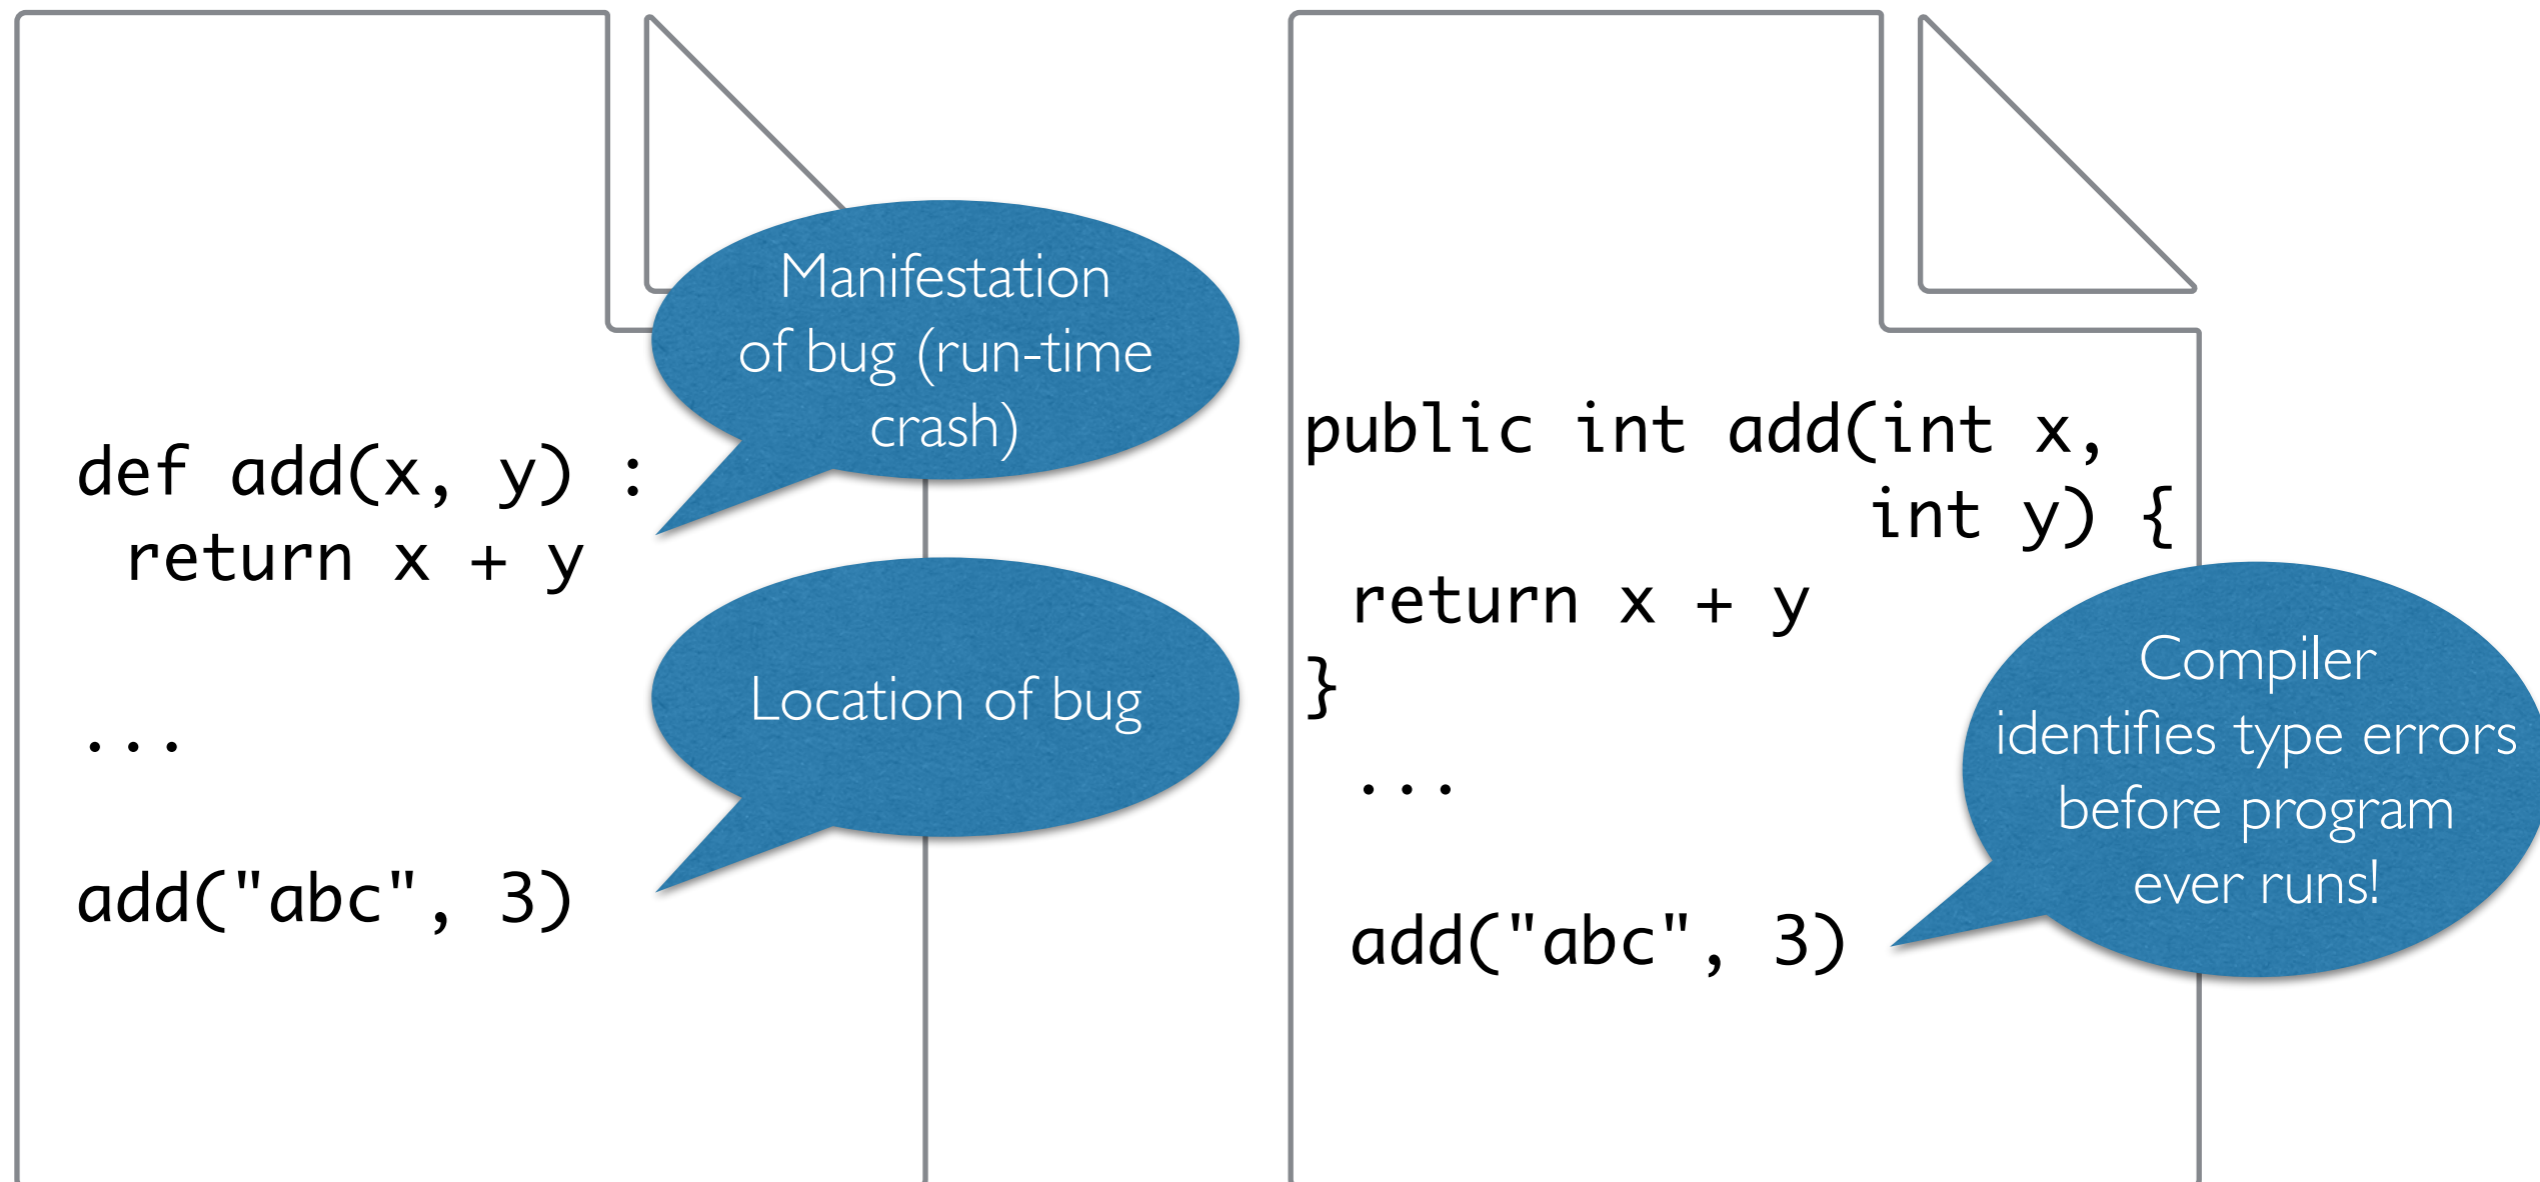 Manifestation
of bug (run-time
crash)
def add(x, y) :
return x + y
Location of bug
...
add("abc", 3)
public int add(int x,
int y) {
return x + y
}
...
Compiler
identifies type errors
before program
ever runs!
add("abc", 3)